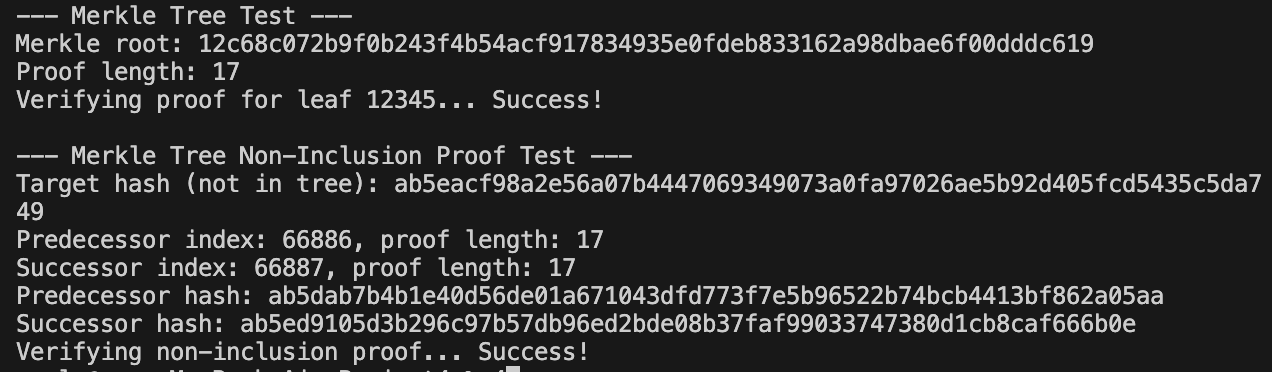 --- Merkle Tree Test ---
Merkle root: 12c68c072b9f0b243f4b54acf917834935e0fdeb833162a98dbae6f00dddc619
Proof length: 17
Verifying proof for leaf 12345... Success!
--- Merkle Tree Non-Inclusion Proof Test ---
Target hash (not in tree): ab5eacf98a2e56a07b4447069349073a0fa97026ae5b92d405fcd5435c5da7
49
Predecessor index: 66886, proof length: 17
Successor index: 66887, proof length: 17
Predecessor hash: ab5dab7b4b1e40d56de01a671043dfd773f7e5b96522b74bcb4413bf862a05aa
Successor hash: ab5ed9105d3b296c97b57db96ed2bde08b37faf99033747380d1cb8caf666b0e
Verifying non-inclusion proof... Success!